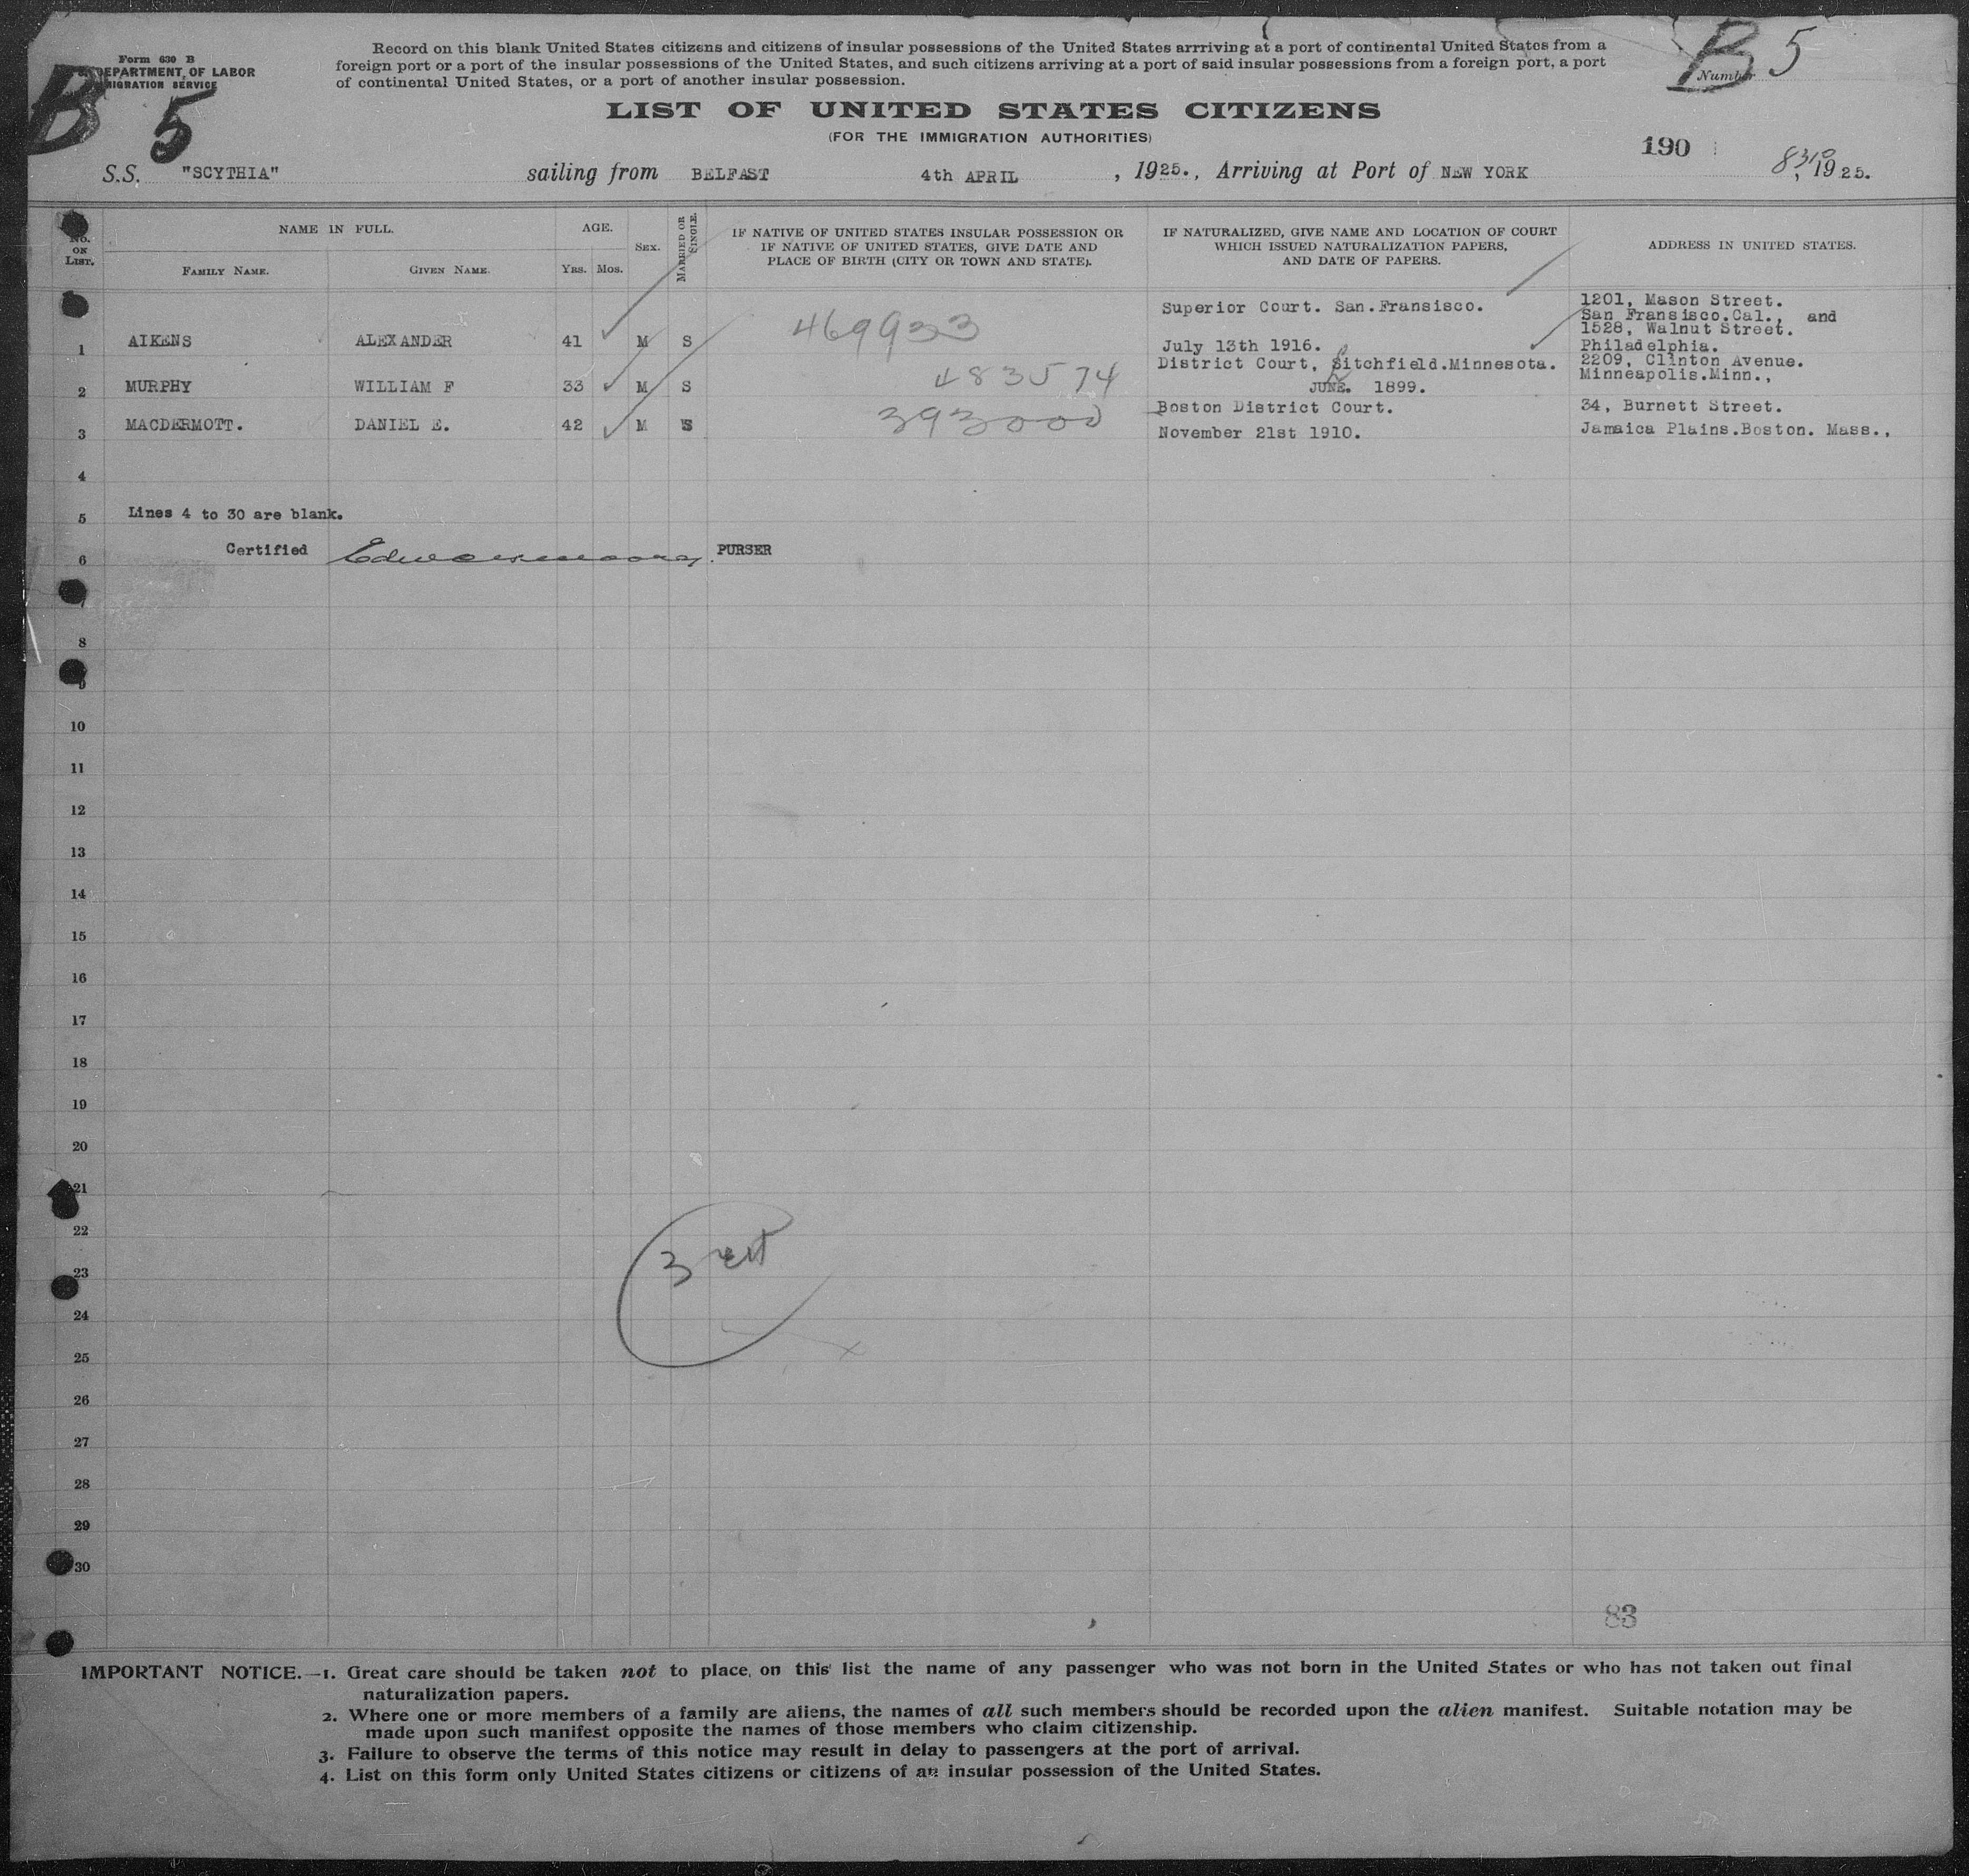 Form 630 B
DEPARTMENT OF LABOR
IMMIGRATION SERVICE
B 5
Record on this blank United States citizens and citizens of insular possessions of the United States arrriving at a port of continental United States from a
foreign port or a port of the insular possessions of the United States, and such citizens arriving at a port of said insular possessions from a foreign port, a port
of continental United States, or a port of another insular possession.
B 5
Number
LIST OF UNITED STATES CITIZENS
(FOR THE IMMIGRATION AUTHORITIES)
190
S.S. "SCYTHIA" sailing from BELFAST 4th APRIL , 1925., Arriving at Port of NEW YORK , 1925.
No. ON LIST.
NAME IN FULL.
FAMILY NAME. GIVEN NAME.
AGE.
Yrs. Mos.
SEX.
MARRIED OR SINGLE.
IF NATIVE OF UNITED STATES INSULAR POSSESSION OR
IF NATIVE OF UNITED STATES, GIVE DATE AND
PLACE OF BIRTH (CITY OR TOWN AND STATE).
IF NATURALIZED, GIVE NAME AND LOCATION OF COURT
WHICH ISSUED NATURALIZATION PAPERS,
AND DATE OF PAPERS.
ADDRESS IN UNITED STATES.
1 AIKENS ALEXANDER 41 M S 469933
Superior Court. San.Fransisco.
July 13th 1916.
1201, Mason Street.
San Fransisco.Cal., and
1528, Walnut Street.
Philadelphia.
2 MURPHY WILLIAM F 33 M S 483574
District Court, Litchfield.Minnesota.
JUNE. 1899.
2209, Clinton Avenue.
Minneapolis.Minn.,
3 MACDERMOTT. DANIEL E. 42 M S 393000
Boston District Court.
November 21st 1910.
34, Burnett Street.
Jamaica Plains.Boston. Mass.,
4
5 Lines 4 to 30 are blank.
6 Certified PURSER
7
8
9
10
11
12
13
14
15
16
17
18
19
20
21
22
23
3
24
25
26
27
28
29
30
83
IMPORTANT NOTICE.—1. Great care should be taken not to place on this list the name of any passenger who was not born in the United States or who has not taken out final
naturalization papers.
2. Where one or more members of a family are aliens, the names of all such members should be recorded upon the alien manifest. Suitable notation may be
made upon such manifest opposite the names of those members who claim citizenship.
3. Failure to observe the terms of this notice may result in delay to passengers at the port of arrival.
4. List on this form only United States citizens or citizens of an insular possession of the United States.